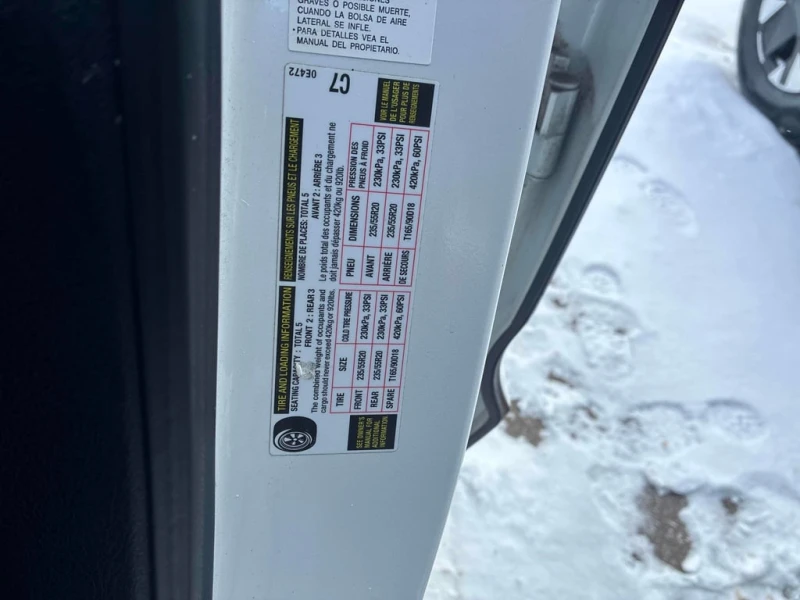 GRAVES O POSIBLE MUERTE,
CUANDO LA BOLSA DE AIRE
LATERAL SE INFLE.
•PARA DETALLES VEA EL
MANUAL DEL PROPIETARIO.
TIRE AND LOADING INFORMATION
SEATING CAPACITY : TOTAL 5
FRONT 2 : REAR 3
The combined weight of occupants and
cargo should never exceed 420kg or 920lbs.
TIRE SIZE COLD TIRE PRESSURE
FRONT 235/55R20 230kPa, 33PSI
REAR 235/55R20 230kPa, 33PSI
SPARE T165/90D18 420kPa, 60PSI
SEE OWNER'S
MANUAL FOR
ADDITIONAL
INFORMATION
RENSEIGNEMENTS SUR LES PNEUS ET LE CHARGEMENT
NOMBRE DE PLACES: TOTAL 5
AVANT 2 : ARRIÈRE 3
Le poids total des occupants et du chargement ne
doit jamais dépasser 420kg ou 920lb.
PNEU DIMENSIONS PRESSION DES
PNEUS À FROID
AVANT 235/55R20 230kPa, 33PSI
ARRIÈRE 235/55R20 230kPa, 33PSI
DE SECOURS T165/90D18 420kPa, 60PSI
VOIR LE MANUEL
DE L'USAGER
POUR PLUS DE
RENSEIGNEMENTS
0E472
C7